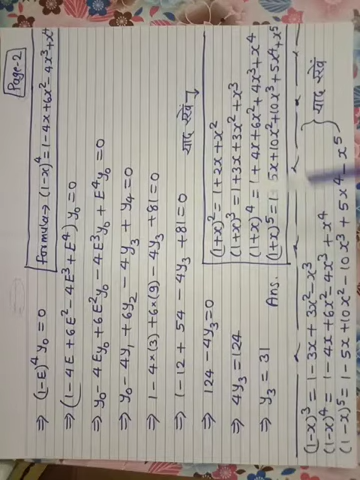 Page-2
Formula→ (1-x)⁴ = 1-4x+6x²-4x³+x⁴
⇒ (1-E)⁴ y₀ = 0
⇒ (1-4E+6E²-4E³+E⁴) y₀ = 0
⇒ y₀-4Ey₀+6E²y₀-4E³y₀+E⁴y₀ = 0
⇒ y₀-4y₁+6y₂-4y₃+y₄ = 0
⇒ 1-4×(3)+6×(9)-4y₃+81 = 0
⇒ 1-12+54-4y₃+81 = 0
याद रखें →
⇒ 124-4y₃ = 0
⇒ 4y₃ = 124
⇒ y₃ = 31 Ans.
(1+x)² = 1+2x+x²
(1+x)³ = 1+3x+3x²+x³
(1+x)⁴ = 1+4x+6x²+4x³+x⁴
(1+x)⁵ = 1 5x+10x²+10x³+5x⁴+x⁵
(1-x)³ = 1-3x+3x²-x³
(1-x)⁴ = 1-4x+6x²-4x³+x⁴
(1-x)⁵ = 1-5x+10x²-10x³+5x⁴ x⁵
याद रखें